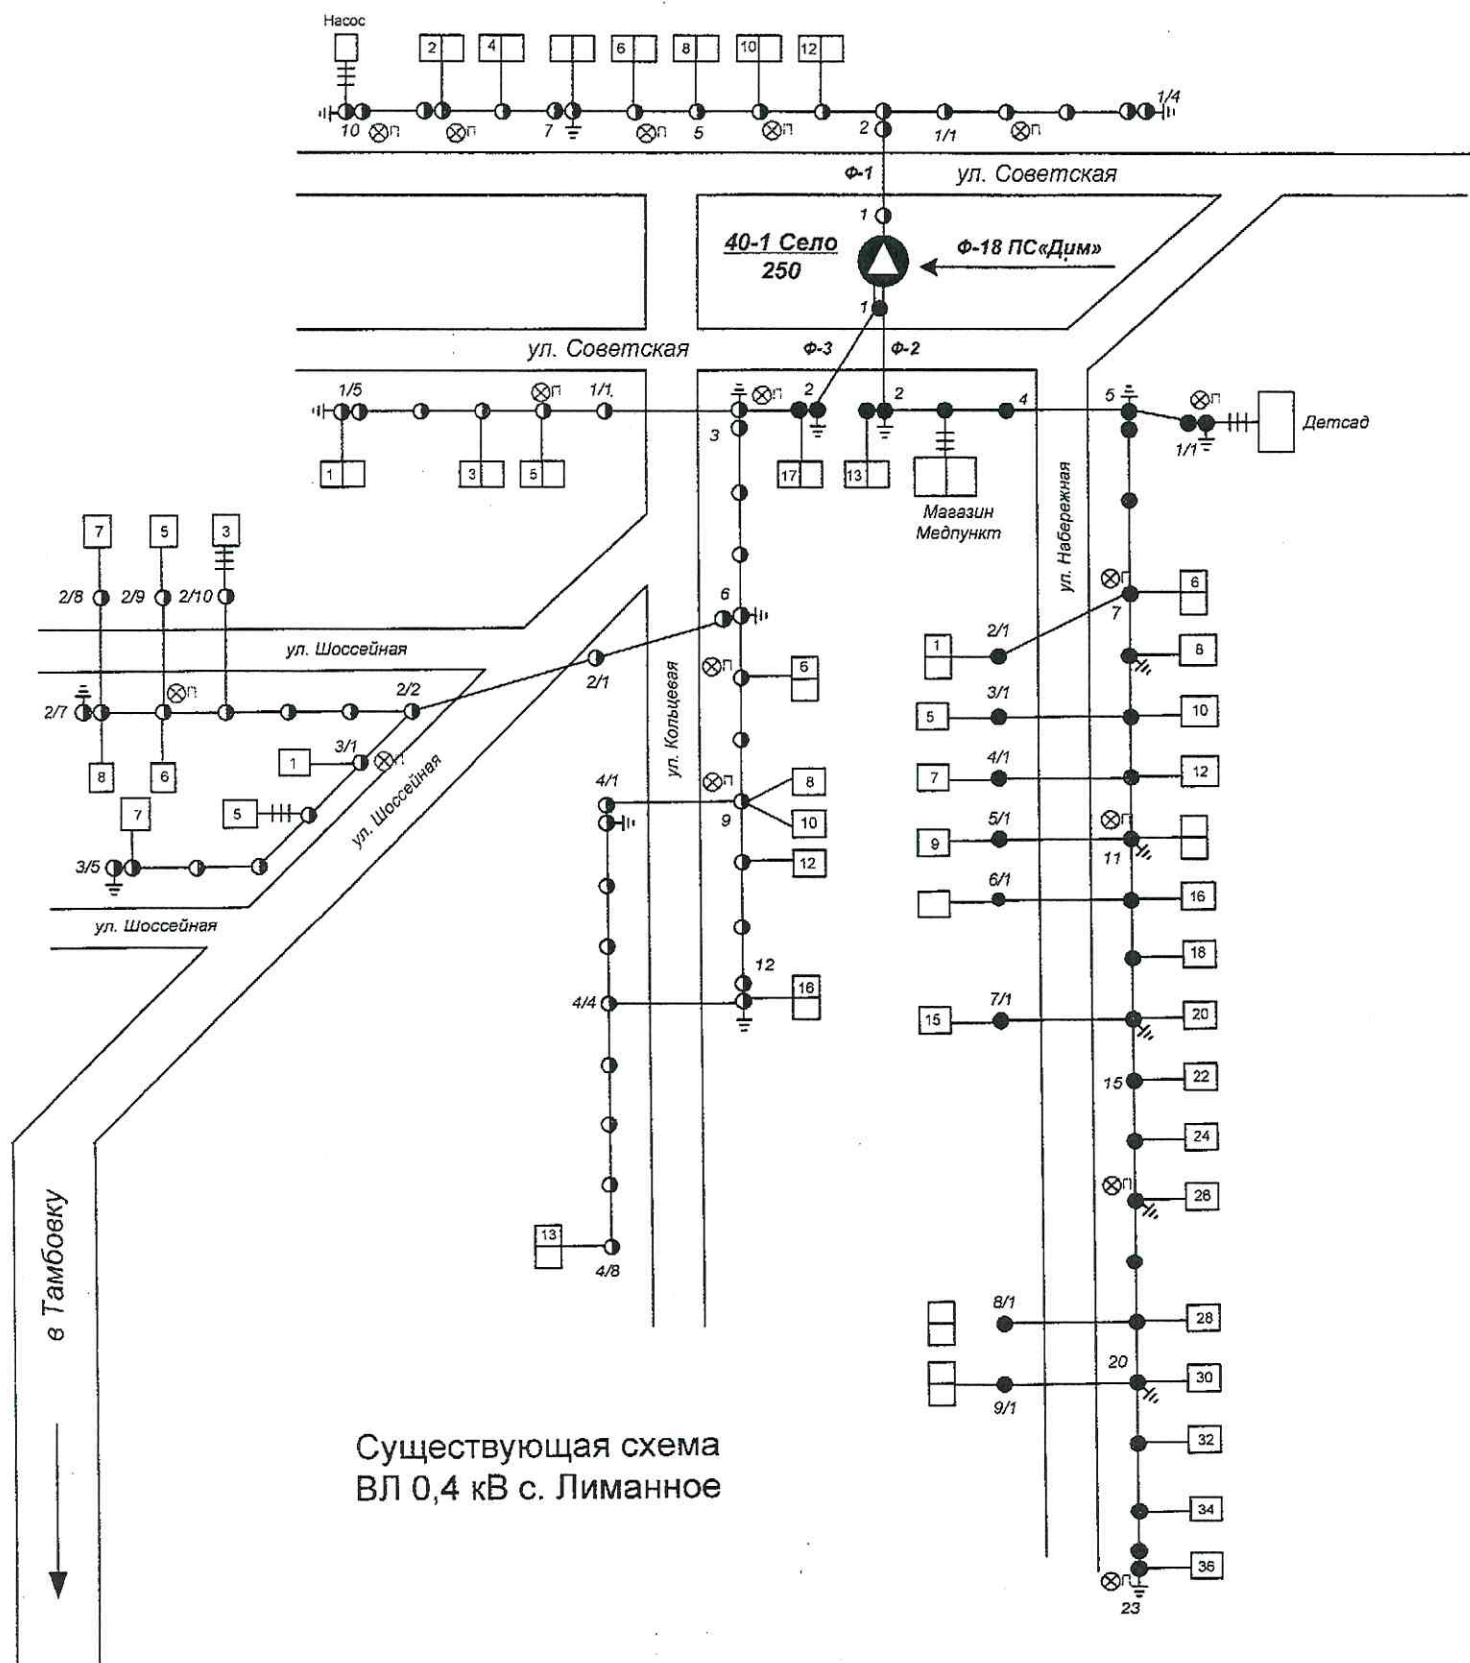 Насос
2 4 6 8 10 12
1/4
10 П П 7 П 5 П 2 1/1 П
Ф-1
ул. Советская
1
40-1 Село
250
Ф-18 ПС«Дим»
1
ул. Советская
Ф-3 Ф-2
1/5 П 1/1 П 2 2 4 5 П
3
1/1
Детсад
1 3 5 17 13
Магазин
Медпункт
7 5 3
2/8 2/9 2/10
6
ул. Набережная
П
6
7
ул. Шоссейная
2/1
2/1
1
8
П
6
2/7 П 2/2
ул. Кольцевая
3/1
5
10
3/1
1 П
8 6
ул. Шоссейная
4/1
7
12
4/1
П
8
9
10
5 7
5/1
9
П
11
12
3/5
6/1
16
ул. Шоссейная
18
12
16
4/4
7/1
15
20
15
22
24
П
26
13
4/8
в Тамбовку
8/1
28
20
30
9/1
32
Существующая схема
ВЛ 0,4 кВ с. Лиманное
34
36
П
23